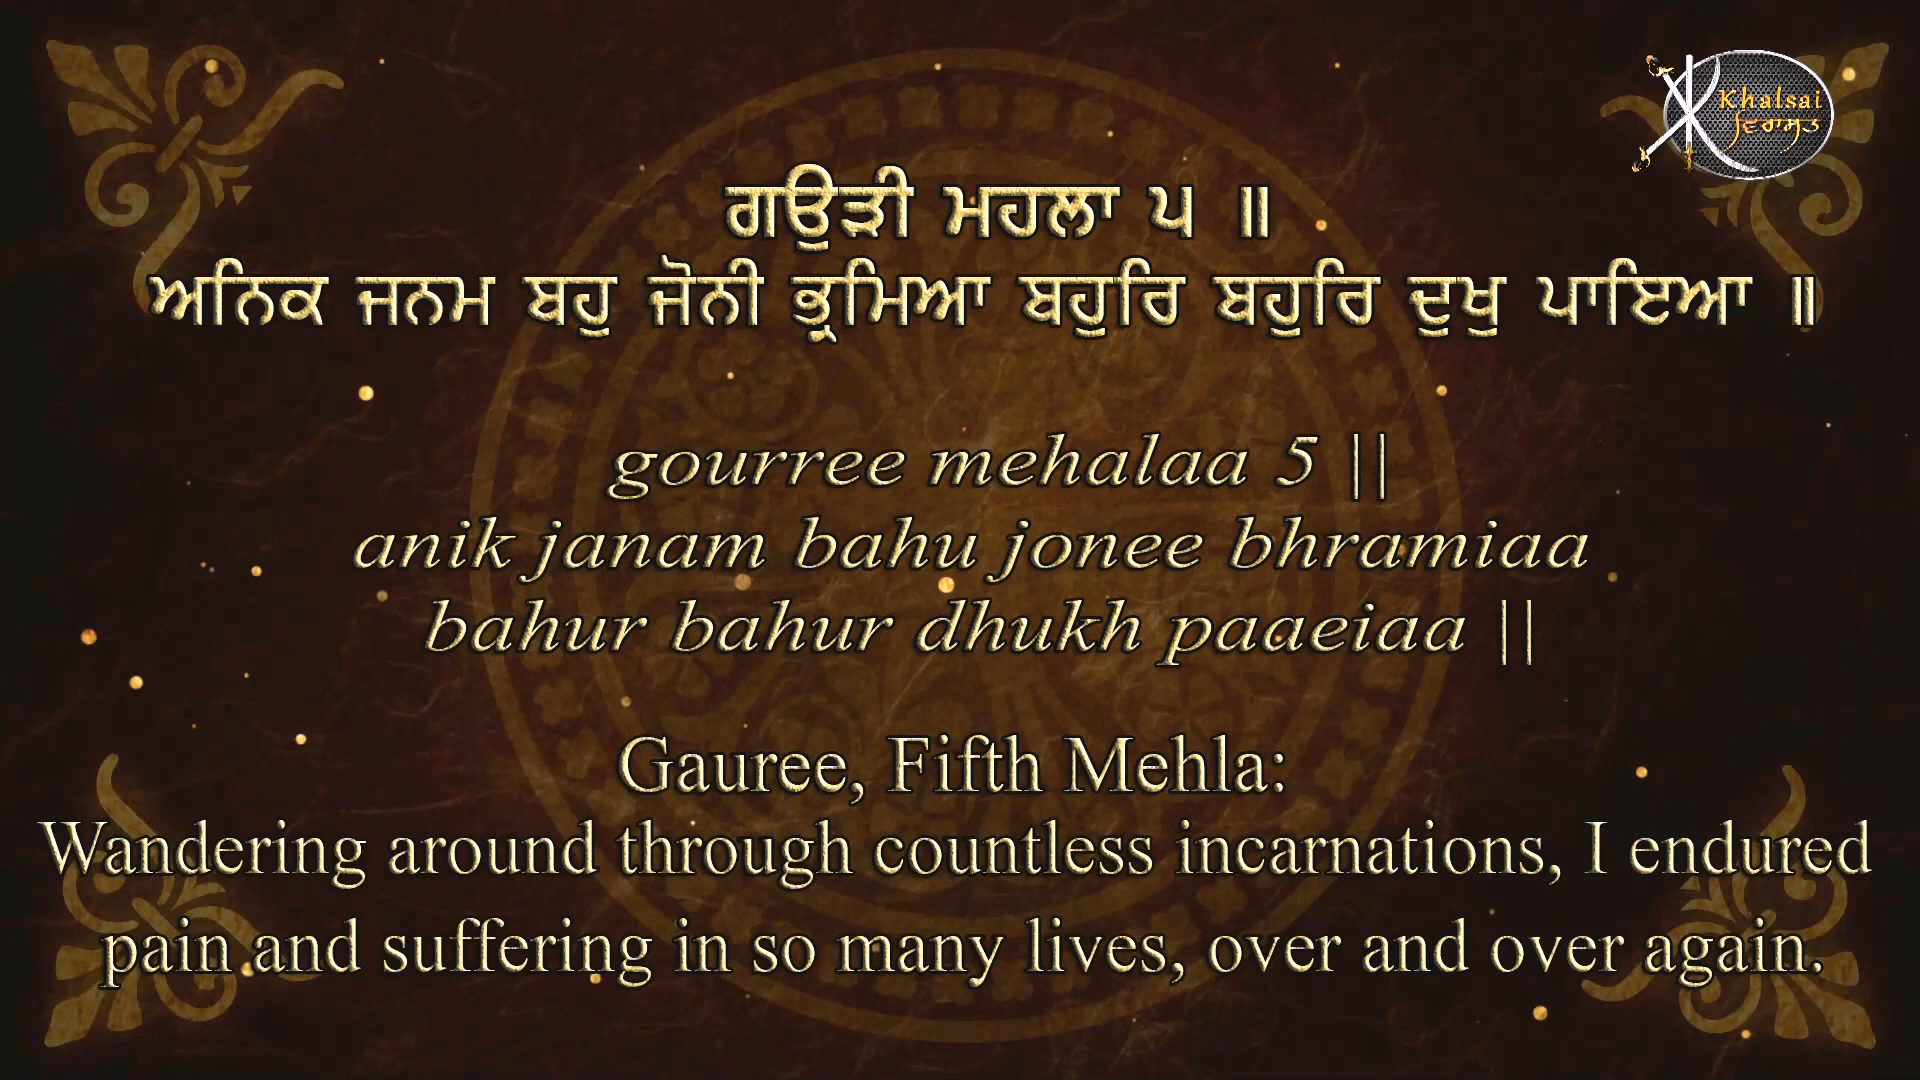 Khalsai
ਵਿਰਾਸਤ
ਗਉੜੀ ਮਹਲਾ ੫ ॥
ਅਨਿਕ ਜਨਮ ਬਹੁ ਜੋਨੀ ਭ੍ਰਮਿਆ ਬਹੁਰਿ ਬਹੁਰਿ ਦੁਖੁ ਪਾਇਆ ॥
gourree mehalaa 5 ||
anik janam bahu jonee bhramiaa
bahur bahur dhukh paaeiaa ||
Gauree, Fifth Mehla:
Wandering around through countless incarnations, I endured
pain and suffering in so many lives, over and over again.